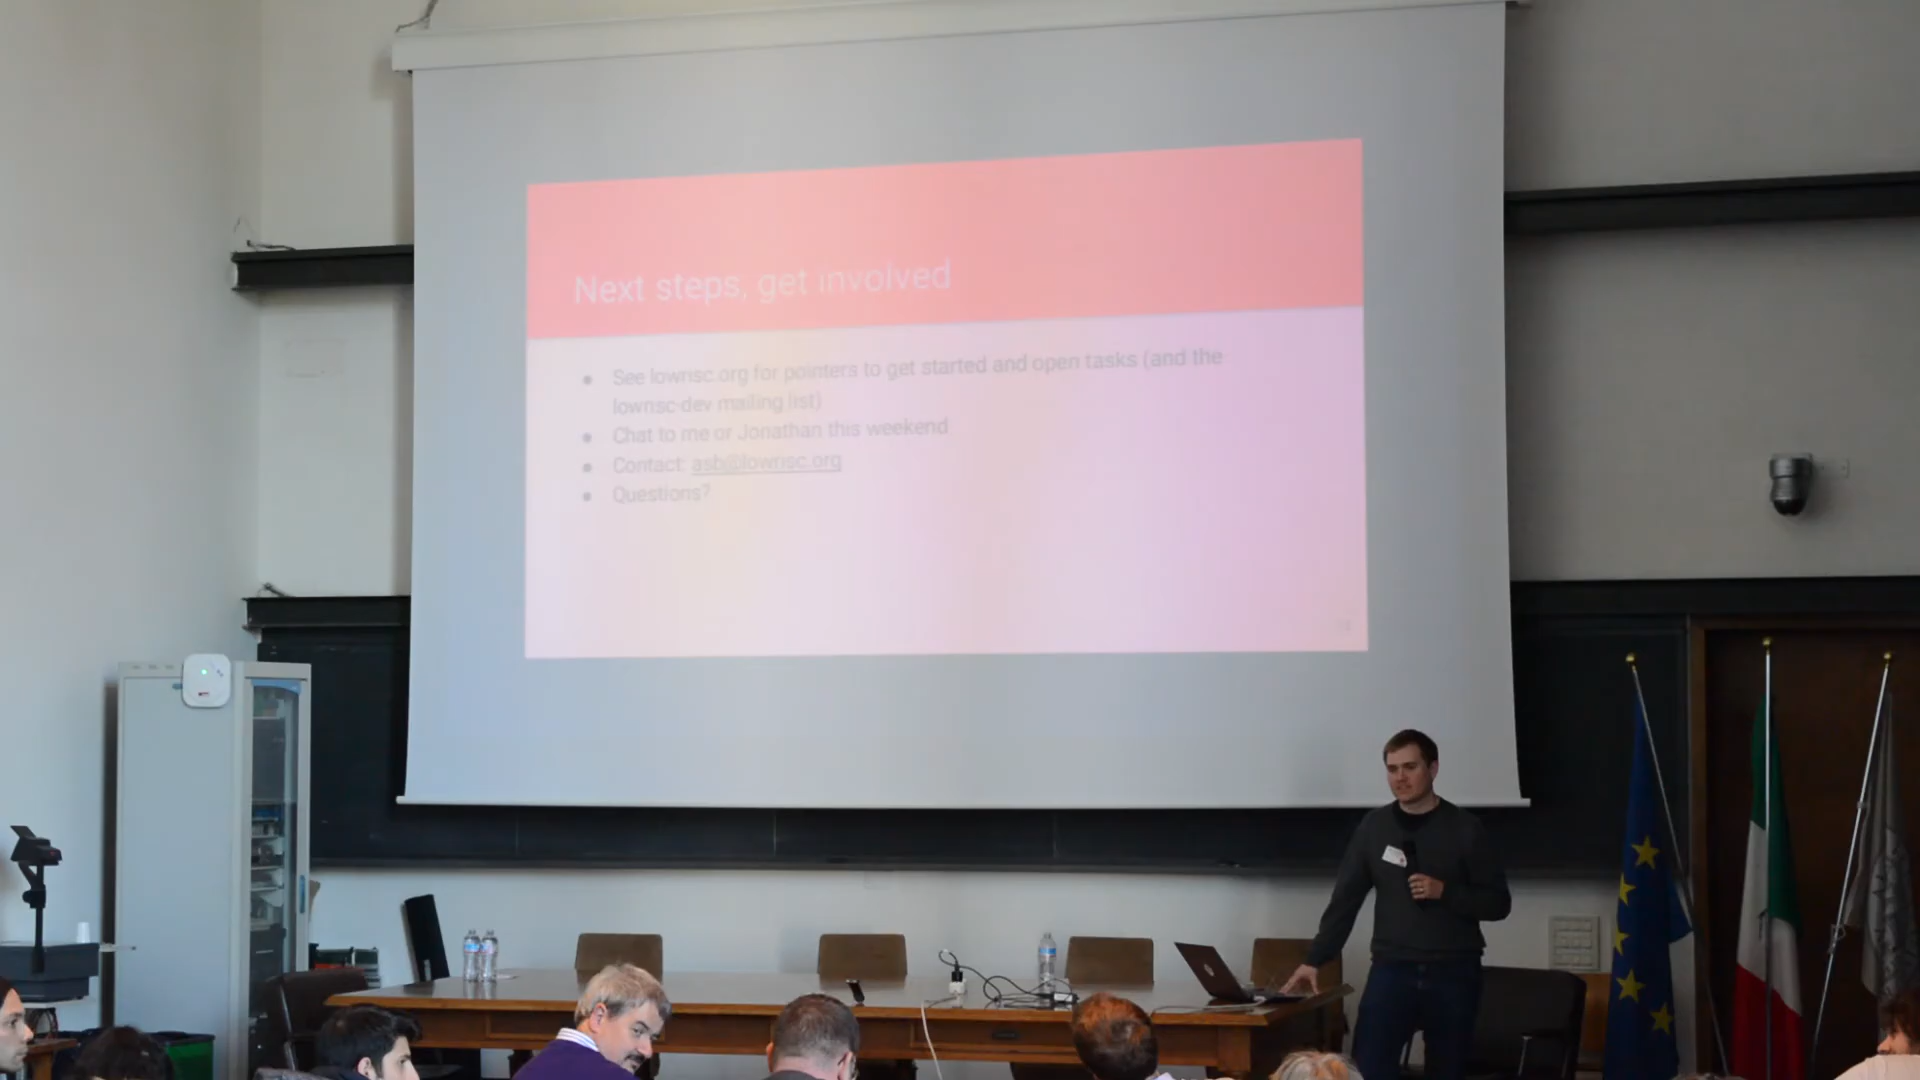 Next steps, get involved
● See lowrisc.org for pointers to get started and open tasks (and the
lowrisc-dev mailing list)
● Chat to me or Jonathan this weekend
● Contact: asb@lowrisc.org
● Questions?